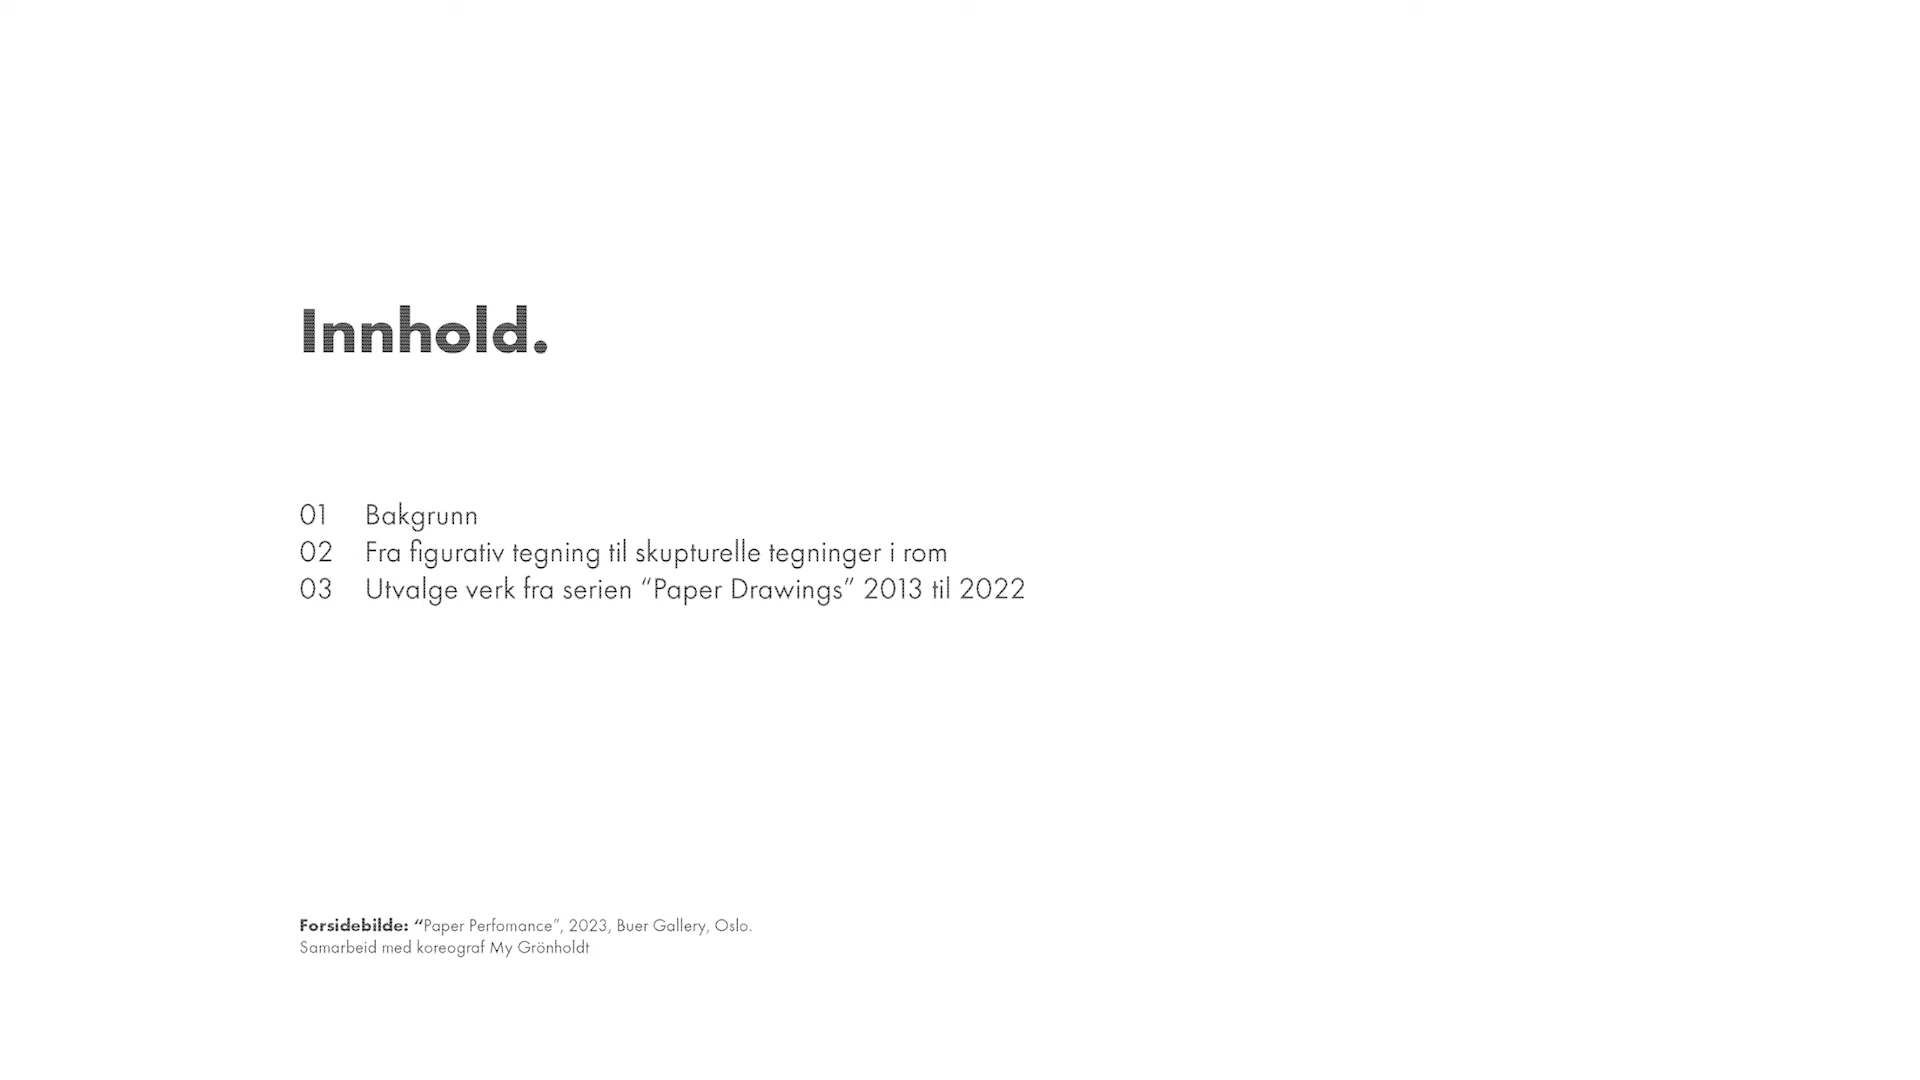 Innhold.
01 Bakgrunn
02 Fra figurativ tegning til skupturelle tegninger i rom
03 Utvalge verk fra serien “Paper Drawings” 2013 til 2022
Forsidebilde: “Paper Perfomance”, 2023, Buer Gallery, Oslo.
Samarbeid med koreograf My Grönholdt